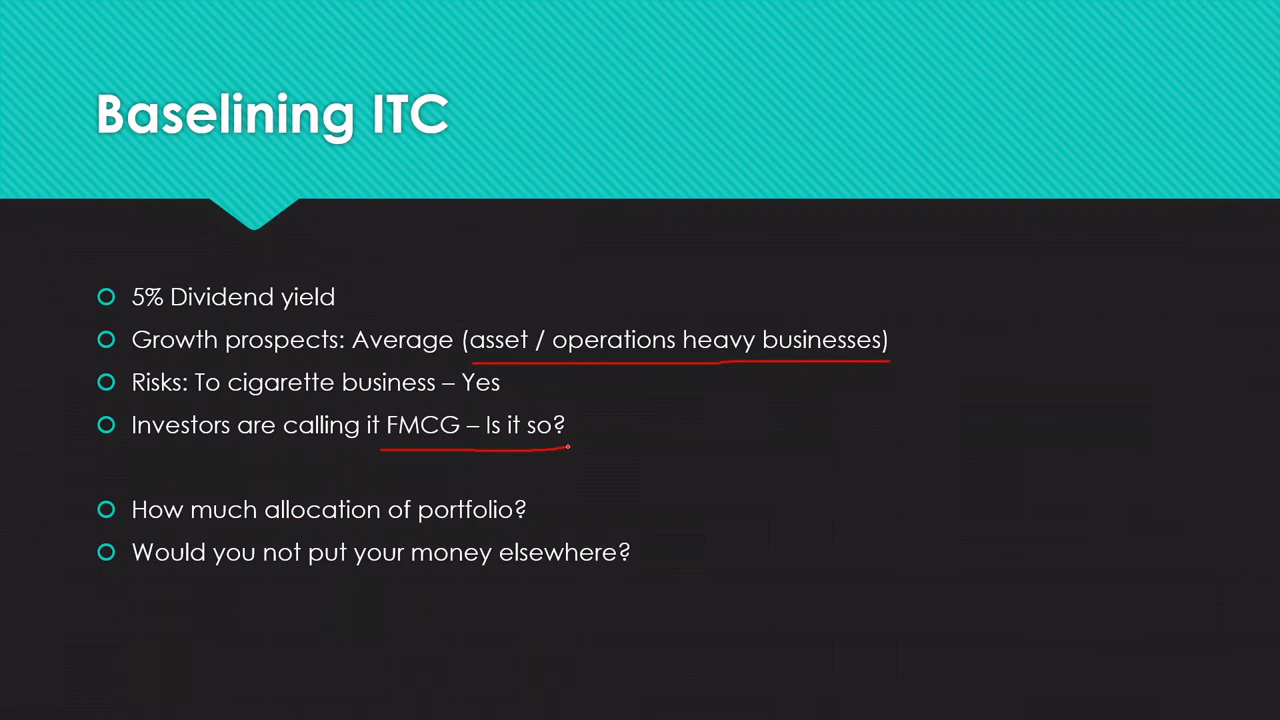 Baselining ITC
5% Dividend yield
Growth prospects: Average (asset / operations heavy businesses)
Risks: To cigarette business – Yes
Investors are calling it FMCG – Is it so?
How much allocation of portfolio?
Would you not put your money elsewhere?